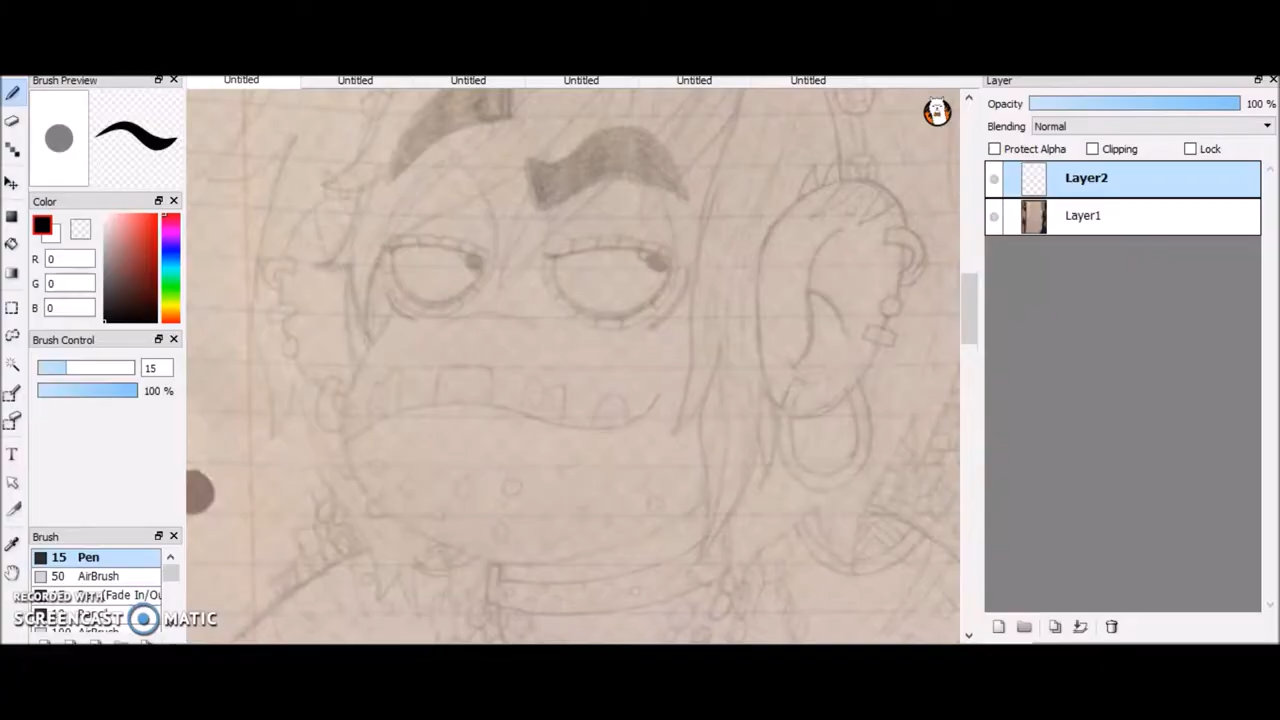 Brush Preview
Untitled Untitled Untitled Untitled Untitled Untitled
Layer
Opacity 100 %
Blending Normal
Protect Alpha Clipping Lock
Layer2
Layer1
Color
R 0
G 0
B 0
Brush Control
15
100 %
T
Brush
15 Pen
50 AirBrush
(Fade In/Ou
RECORDED WITH
SCREENCAST MATIC
AirBrush